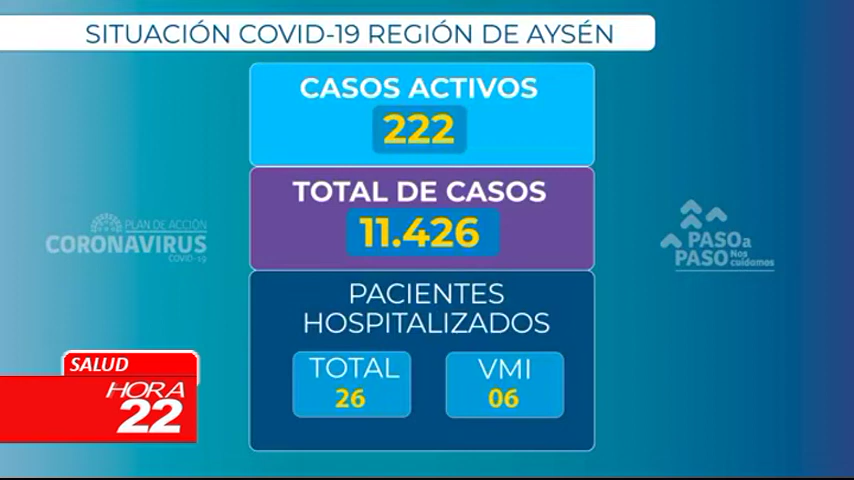 SITUACIÓN COVID-19 REGIÓN DE AYSÉN
CASOS ACTIVOS
222
TOTAL DE CASOS
11.426
PLAN DE ACCIÓN
CORONAVIRUS
COVID-19
PASO a
PASO Nos
cuidamos
PACIENTES
HOSPITALIZADOS
TOTAL
26
VMI
06
SALUD
HORA
22